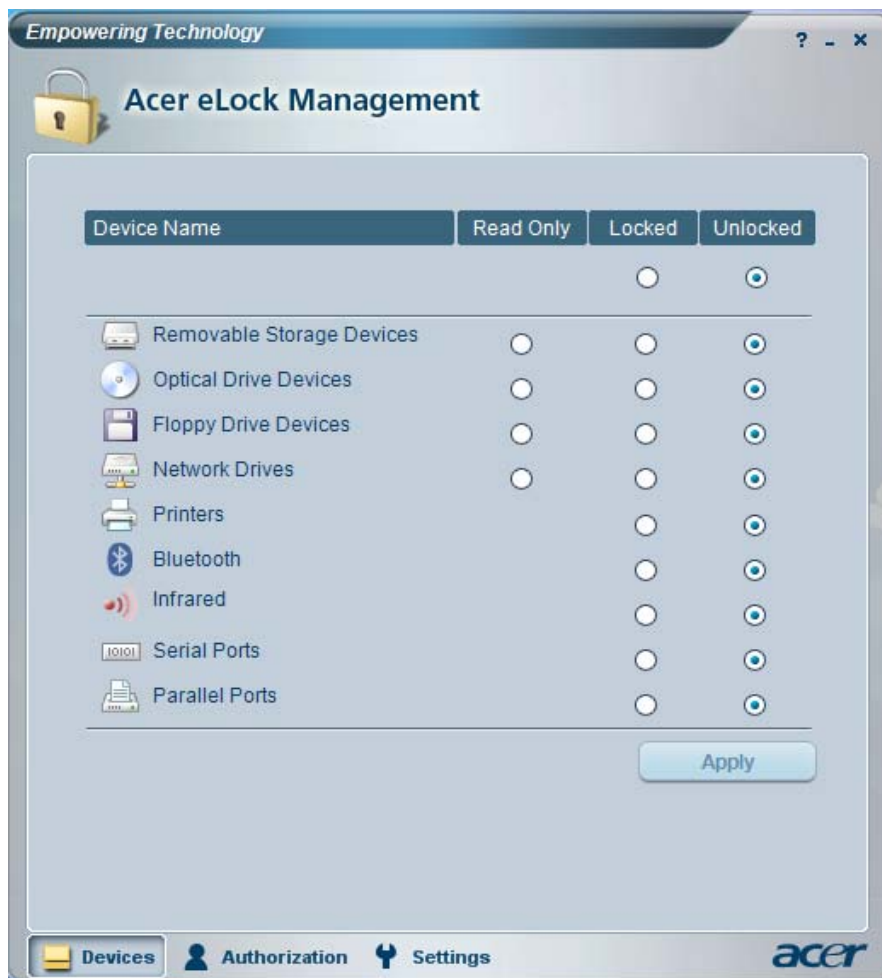 Empowering Technology
? - x
Acer eLock Management
Device Name Read Only Locked Unlocked
Removable Storage Devices
Optical Drive Devices
Floppy Drive Devices
Network Drives
Printers
Bluetooth
Infrared
10101 Serial Ports
Parallel Ports
Apply
Devices Authorization Settings acer